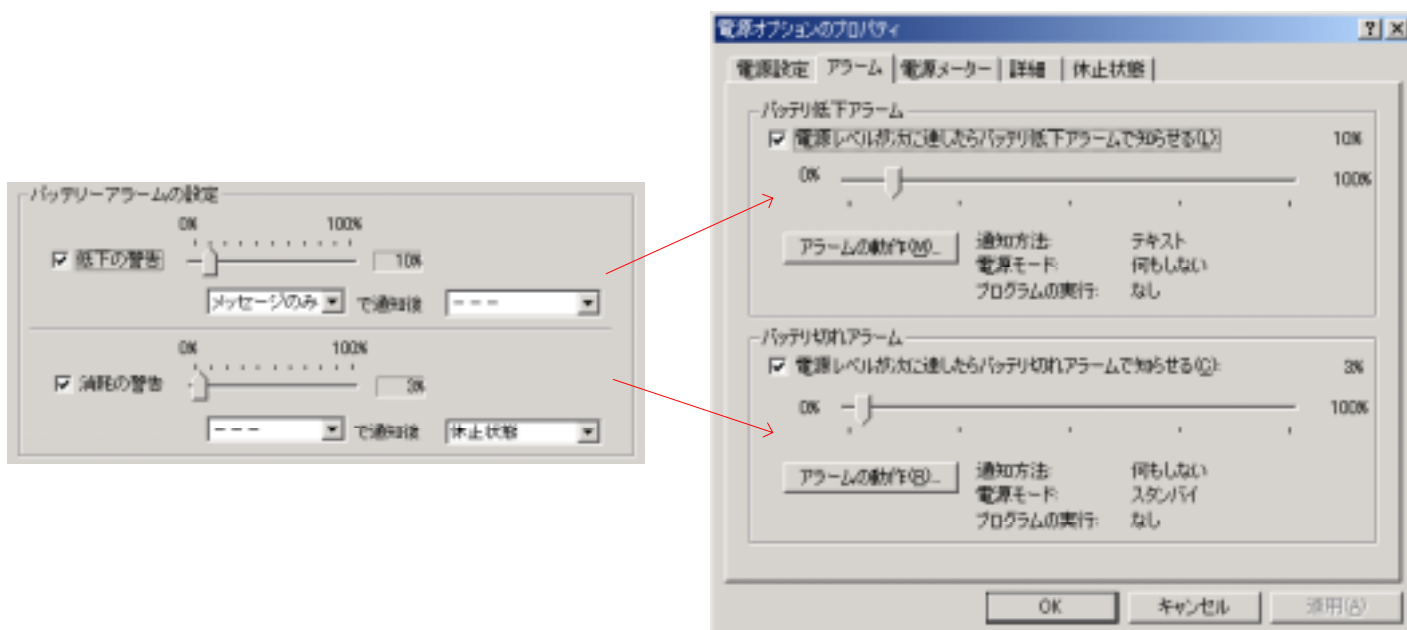 バッテリーアラームの設定
0% 100%
低下の警告 10%
メッセージのみ で通知後 ---
0% 100%
消耗の警告 3%
--- で通知後 休止状態
電源オプションのプロパティ
電源設定 アラーム 電源メーター 詳細 休止状態
バッテリ低下アラーム
電源レベルが次に達したらバッテリ低下アラームで知らせる(L): 10%
0% 100%
アラームの動作(M)... 通知方法: テキスト
電源モード: 何もしない
プログラムの実行: なし
バッテリ切れアラーム
電源レベルが次に達したらバッテリ切れアラームで知らせる(C): 3%
0% 100%
アラームの動作(R)... 通知方法: 何もしない
電源モード: スタンバイ
プログラムの実行: なし
OK キャンセル 適用(A)